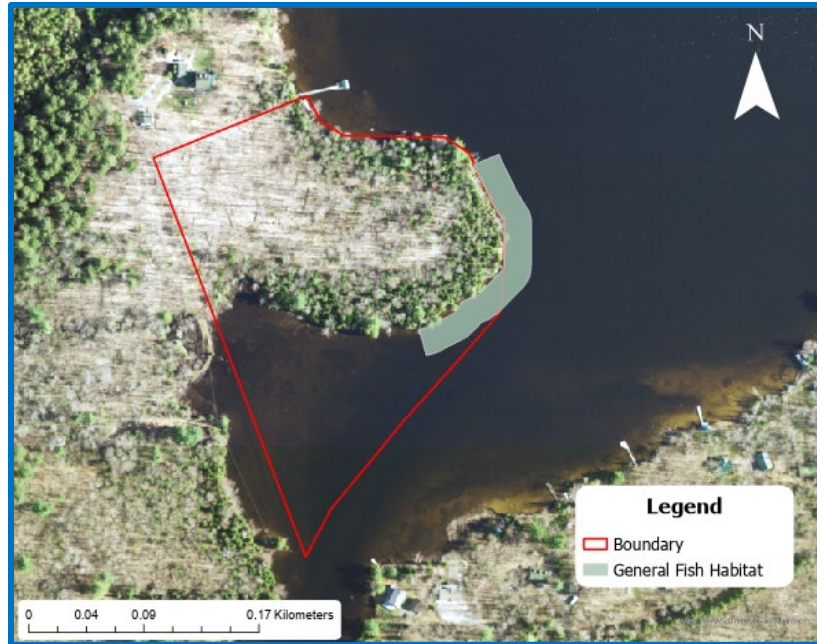 N
Legend
Boundary
General Fish Habitat
0 0.04 0.09 0.17 Kilometers